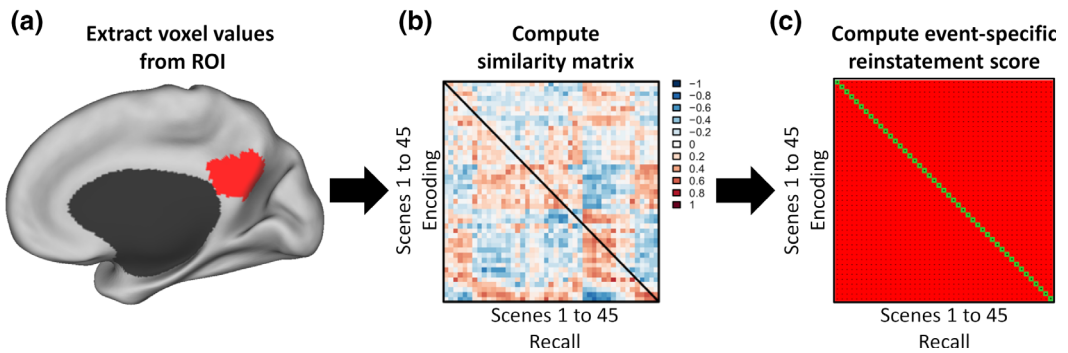 (a)
Extract voxel values
from ROI
(b)
Compute
similarity matrix
Scenes 1 to 45
Encoding
−1
−0.8
−0.6
−0.4
−0.2
0
0.2
0.4
0.6
0.8
1
Scenes 1 to 45
Recall
(c)
Compute event-specific
reinstatement score
Scenes 1 to 45
Encoding
Scenes 1 to 45
Recall